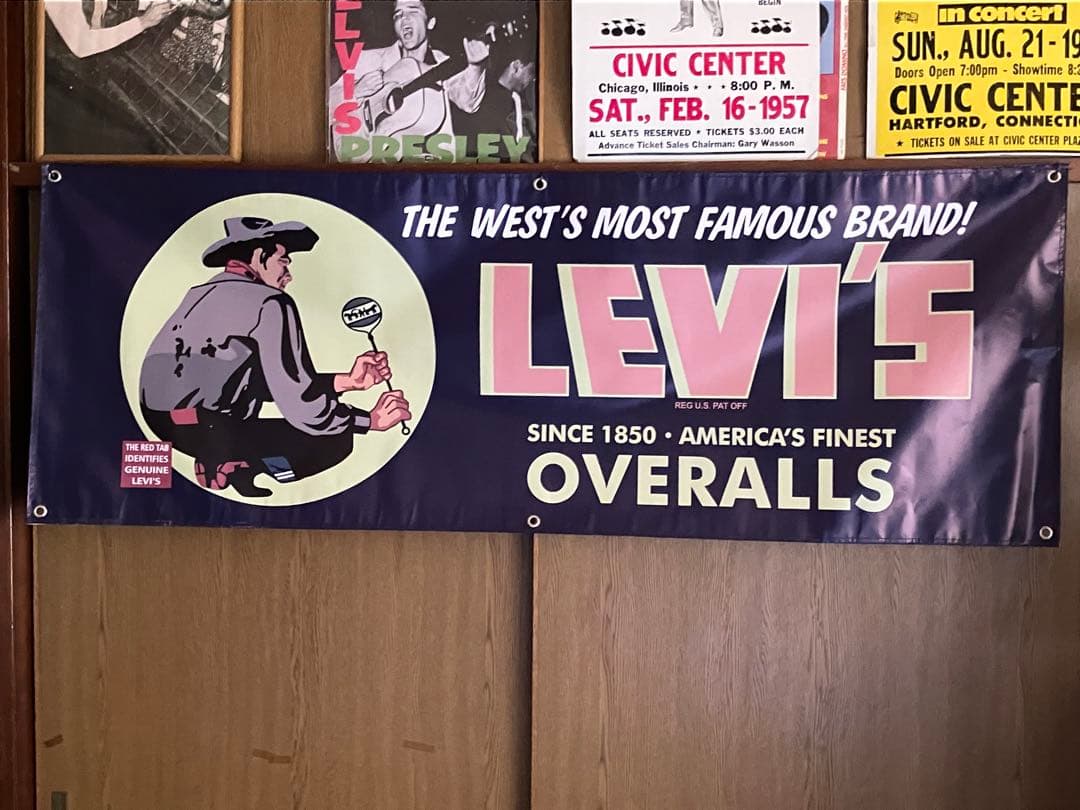 ELVIS
PRESLEY
BEGIN
CIVIC CENTER
Chicago, Illinois • • • 8:00 P. M.
SAT., FEB. 16-1957
ALL SEATS RESERVED ★ TICKETS $3.00 EACH
Advance Ticket Sales Chairman: Gary Wasson
in concert
SUN., AUG. 21-19
Doors Open 7:00pm - Showtime 8:3
CIVIC CENTE
HARTFORD, CONNECTIC
★ TICKETS ON SALE AT CIVIC CENTER PLAZ
THE WEST'S MOST FAMOUS BRAND!
LEVI'S
REG U.S. PAT OFF
SINCE 1850 • AMERICA'S FINEST
OVERALLS
THE RED TAB
IDENTIFIES
GENUINE
LEVI'S